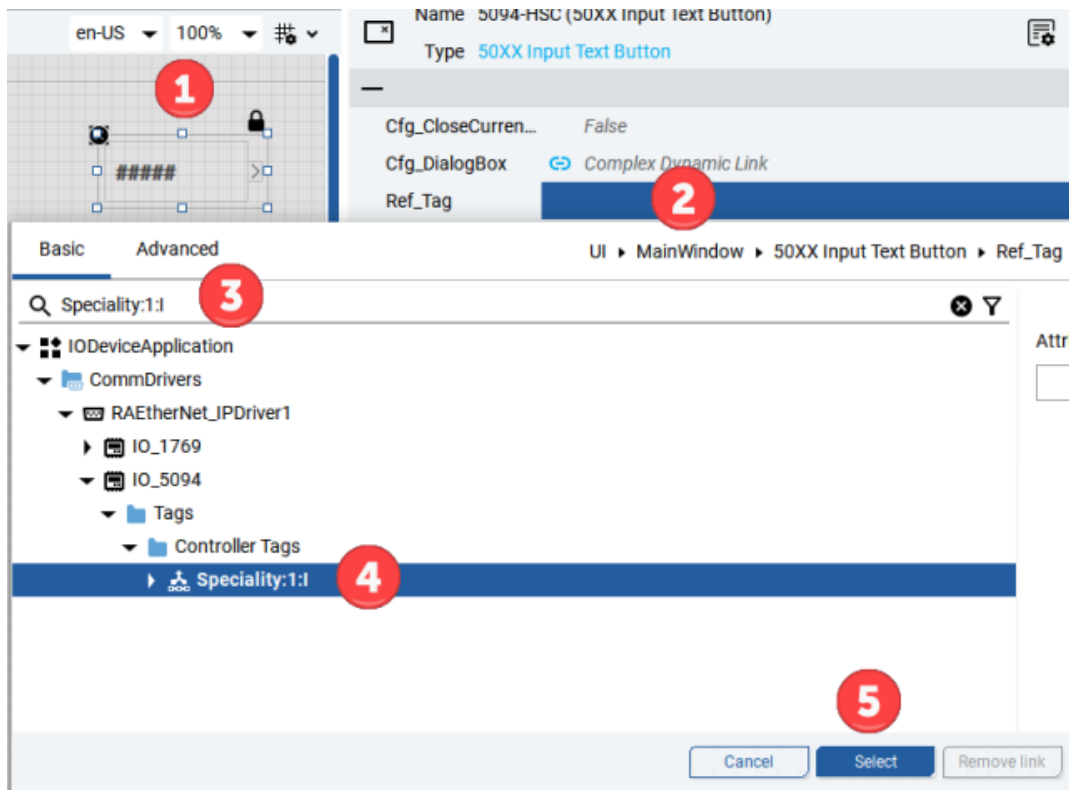 Name 5094-HSC (50XX Input Text Button)
en-US 100%
Type 50XX Input Text Button
1
Cfg_CloseCurren... False
Cfg_DialogBox Complex Dynamic Link
#####
Ref_Tag
2
Basic Advanced
UI MainWindow 50XX Input Text Button Ref_Tag
Speciality:1:I
3
IODeviceApplication
Attr
CommDrivers
RAEtherNet_IPDriver1
IO_1769
IO_5094
Tags
Controller Tags
Speciality:1:I
4
5
Cancel Select Remove link